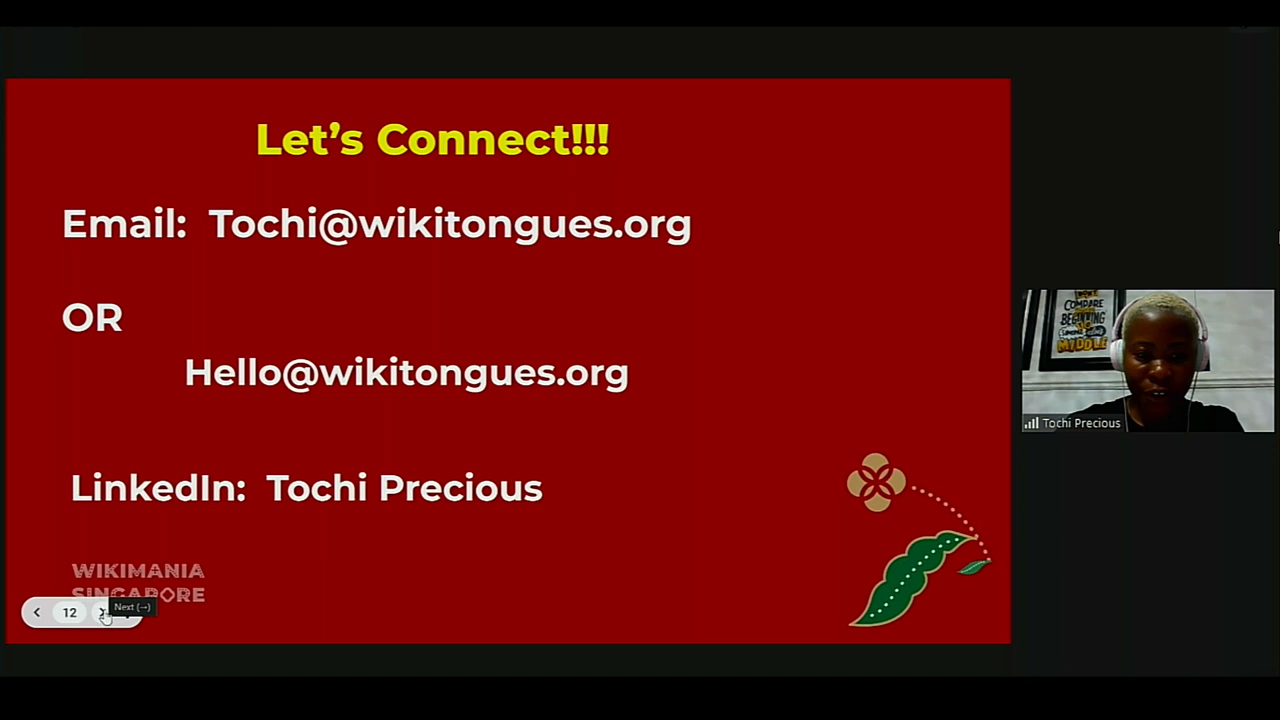 Let's Connect!!!
Email: Tochi@wikitongues.org
OR
Hello@wikitongues.org
LinkedIn: Tochi Precious
WIKIMANIA
SINGAPORE
12
Next (→)
COMPARE
BEGINNING
MIDDLE
Tochi Precious